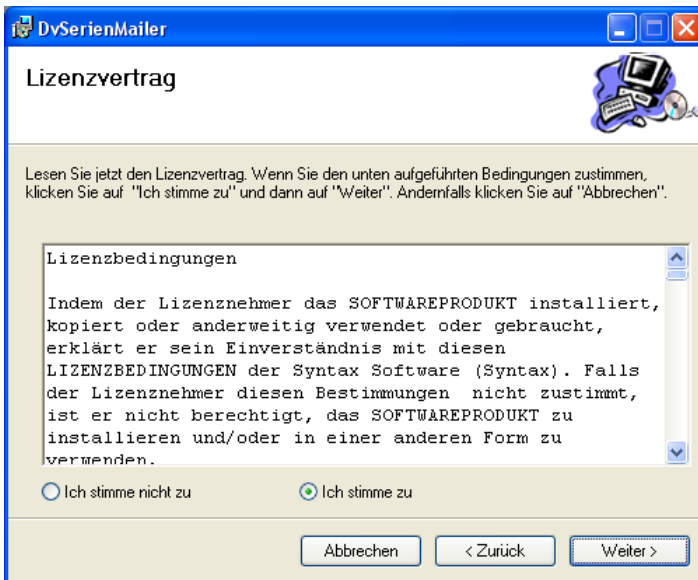 DvSerienMailer
Lizenzvertrag
Lesen Sie jetzt den Lizenzvertrag. Wenn Sie den unten aufgeführten Bedingungen zustimmen,
klicken Sie auf "Ich stimme zu" und dann auf "Weiter". Andernfalls klicken Sie auf "Abbrechen".
Lizenzbedingungen
Indem der Lizenznehmer das SOFTWAREPRODUKT installiert,
kopiert oder anderweitig verwendet oder gebraucht,
erklärt er sein Einverständnis mit diesen
LIZENZBEDINGUNGEN der Syntax Software (Syntax). Falls
der Lizenznehmer diesen Bestimmungen  nicht zustimmt,
ist er nicht berechtigt, das SOFTWAREPRODUKT zu
installieren und/oder in einer anderen Form zu
verwenden.
Ich stimme nicht zu Ich stimme zu
Abbrechen < Zurück Weiter >